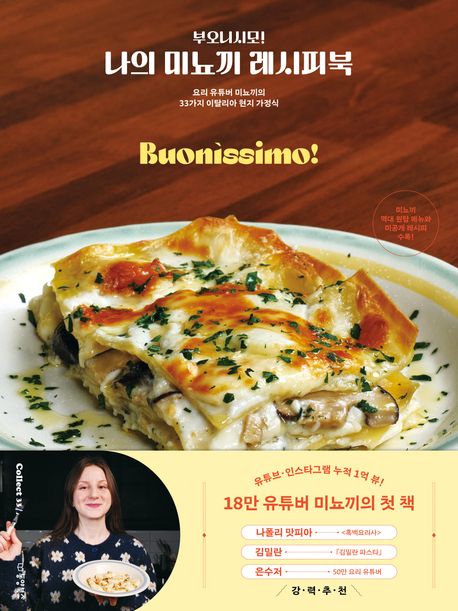 부오니시모!
나의 미뇨끼 레시피북
요리 유튜버 미뇨끼의
33가지 이탈리아 현지 가정식
Buonìssimo!
미뇨끼
역대 원탑 메뉴와
미공개 레시피
수록!
유튜브·인스타그램 누적 1억 뷰!
18만 유튜버 미뇨끼의 첫 책
나폴리 맛피아 <흑백요리사>
김밀란 『김밀란 파스타』
은수저 50만 요리 유튜버
강·력·추·천
Collect 33